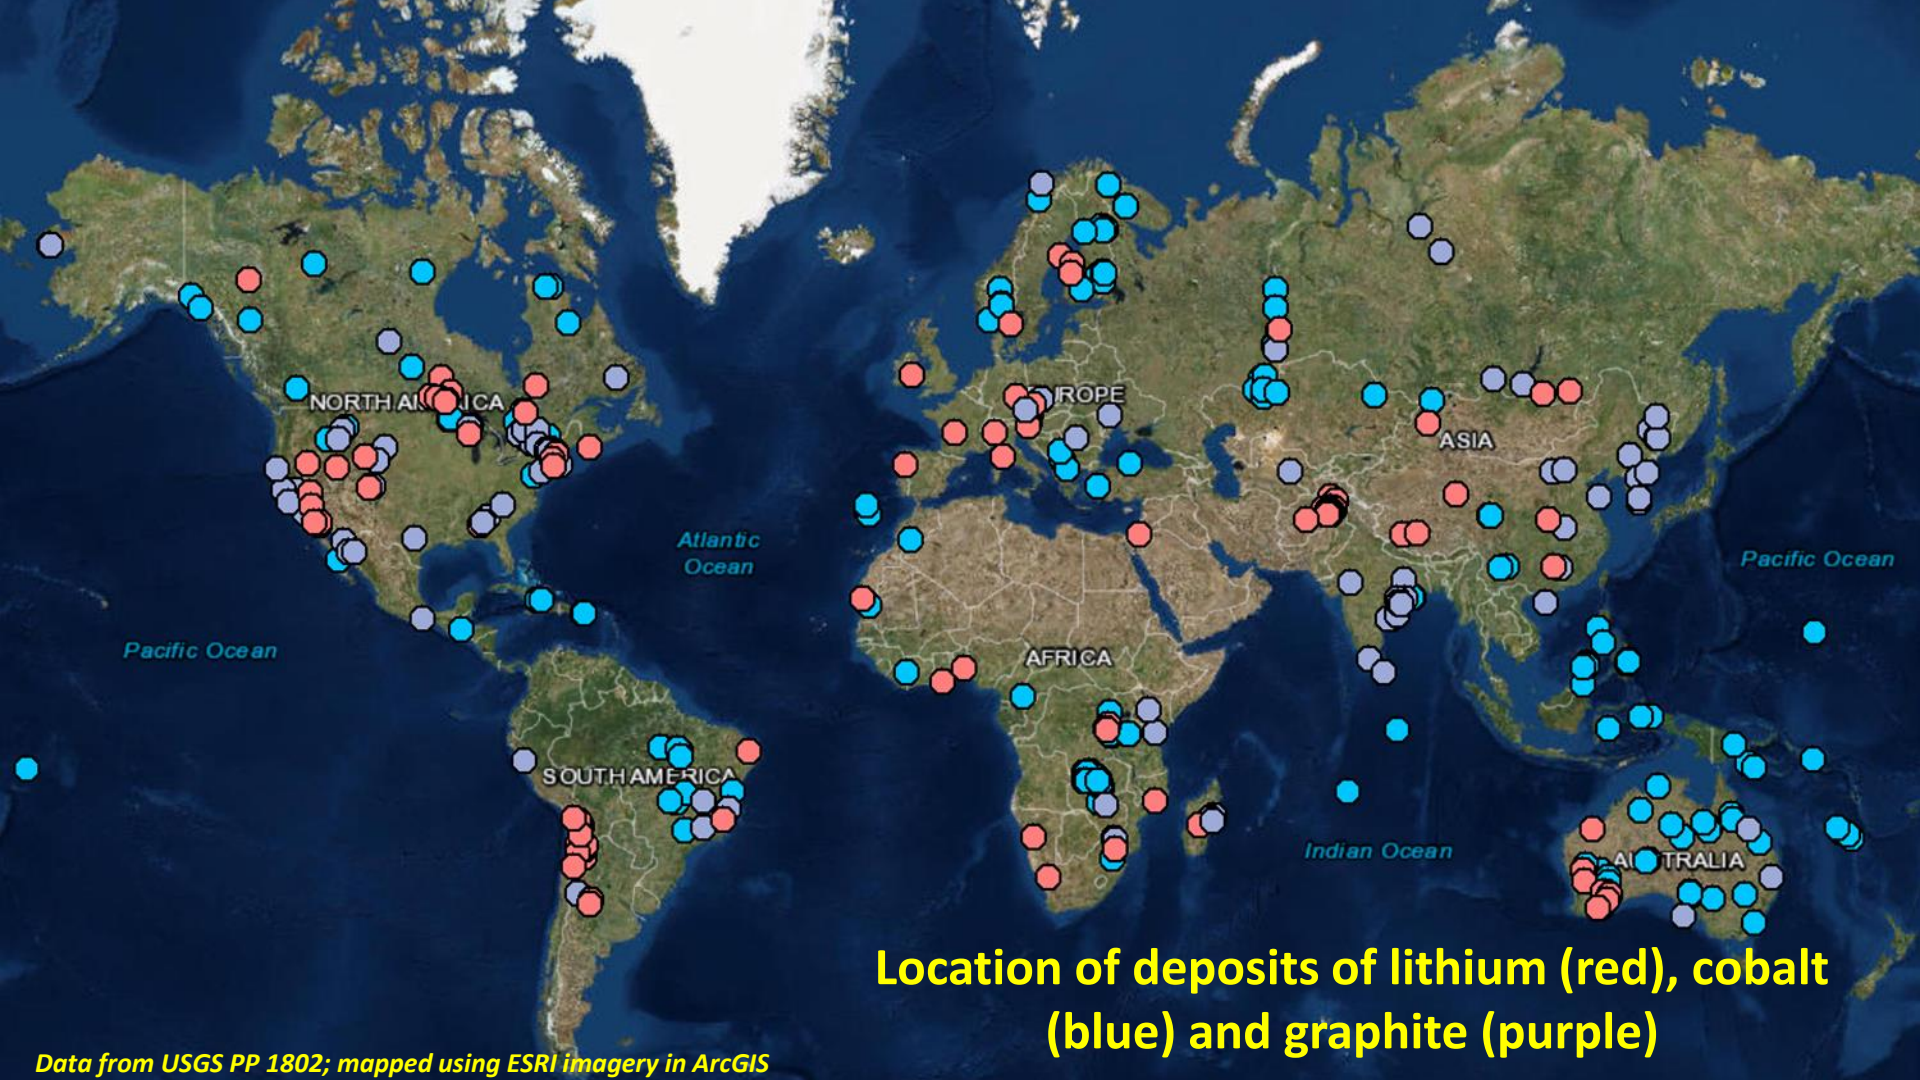 NORTH AMERICA
EUROPE
ASIA
Atlantic
Ocean
Pacific Ocean
Pacific Ocean
AFRICA
SOUTH AMERICA
Indian Ocean
AUSTRALIA
Location of deposits of lithium (red), cobalt
(blue) and graphite (purple)
Data from USGS PP 1802; mapped using ESRI imagery in ArcGIS